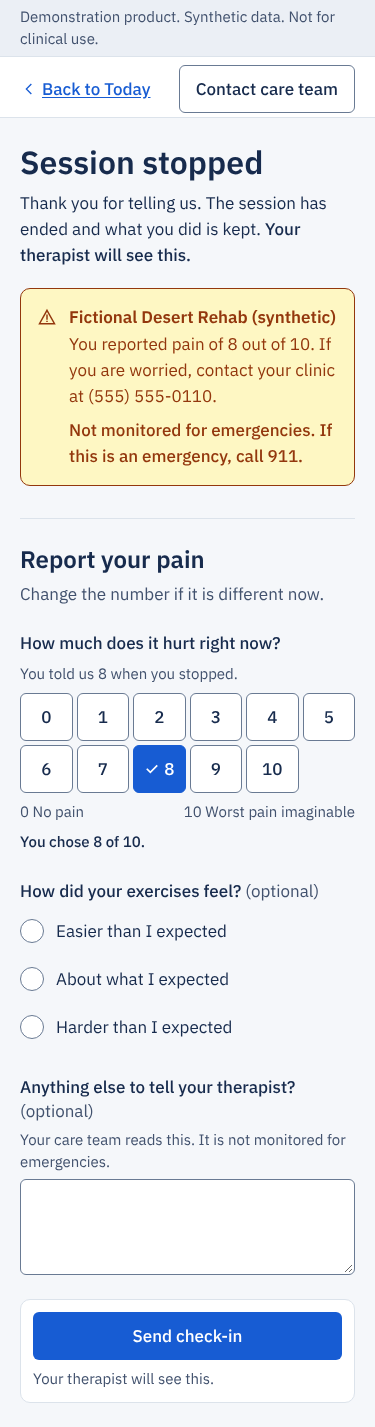 Demonstration product. Synthetic data. Not for
clinical use.
Back to Today
Contact care team
Session stopped
Thank you for telling us. The session has
ended and what you did is kept. Your
therapist will see this.
Fictional Desert Rehab (synthetic)
You reported pain of 8 out of 10. If
you are worried, contact your clinic
at (555) 555-0110.
Not monitored for emergencies. If
this is an emergency, call 911.
Report your pain
Change the number if it is different now.
How much does it hurt right now?
You told us 8 when you stopped.
0 1 2 3 4 5
6 7 8 9 10
0 No pain 10 Worst pain imaginable
You chose 8 of 10.
How did your exercises feel? (optional)
Easier than I expected
About what I expected
Harder than I expected
Anything else to tell your therapist?
(optional)
Your care team reads this. It is not monitored for
emergencies.
Send check-in
Your therapist will see this.